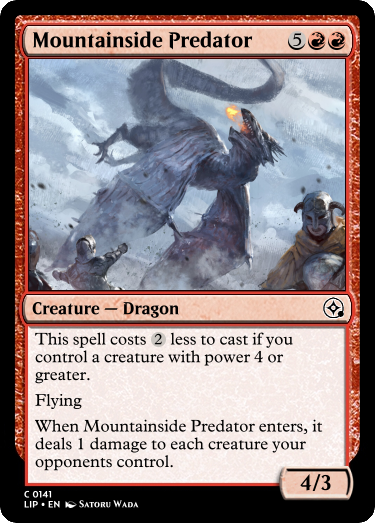 Mountainside Predator 5
Creature — Dragon
This spell costs 2 less to cast if you
control a creature with power 4 or
greater.
Flying
When Mountainside Predator enters, it
deals 1 damage to each creature your
opponents control.
4/3
C 0141
LIP • EN Satoru Wada